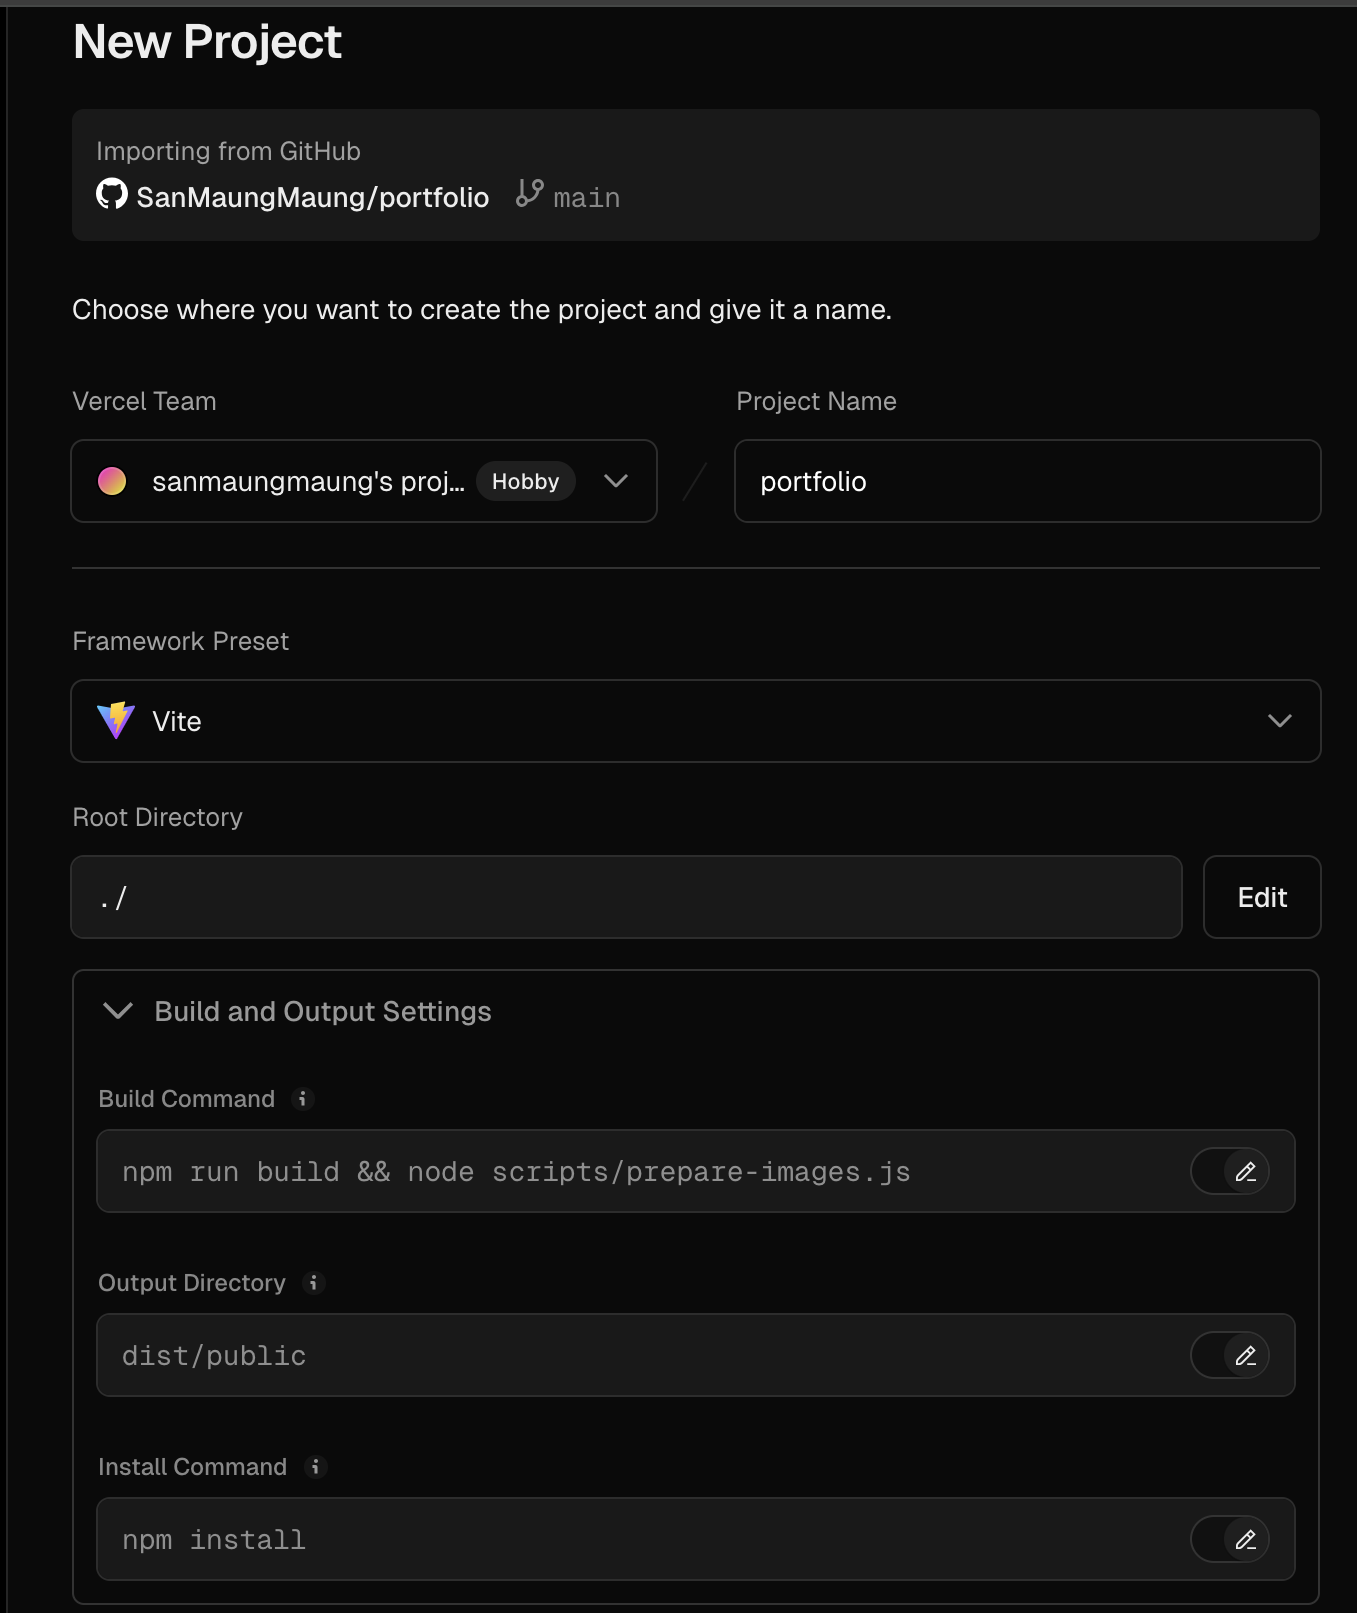 New Project
Importing from GitHub
SanMaungMaung/portfolio main
Choose where you want to create the project and give it a name.
Vercel Team
Project Name
sanmaungmaung's proj... Hobby
portfolio
Framework Preset
Vite
Root Directory
./
Edit
Build and Output Settings
Build Command
npm run build && node scripts/prepare-images.js
Output Directory
dist/public
Install Command
npm install